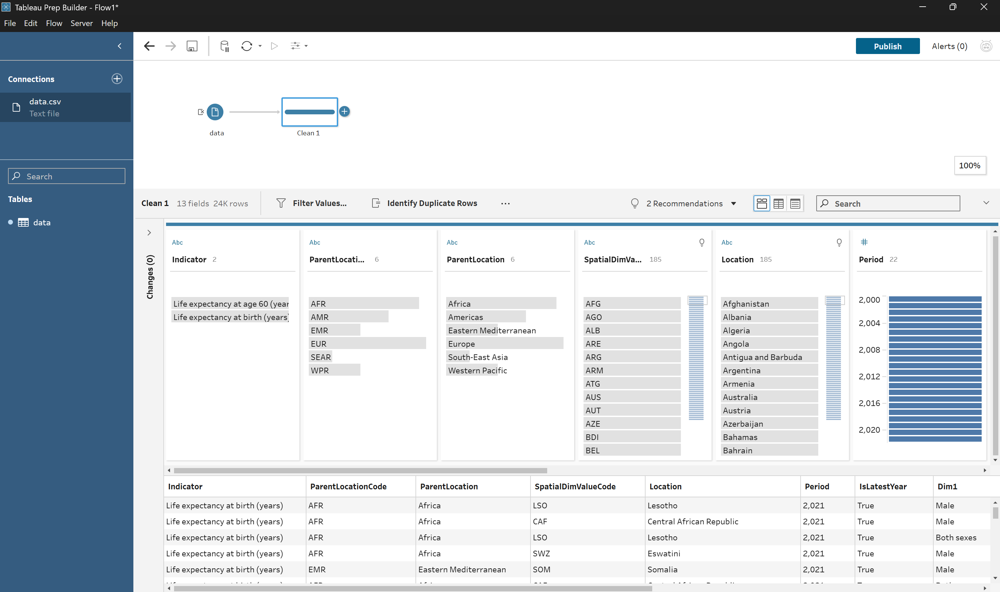 Tableau Prep Builder - Flow1*
File Edit Flow Server Help
Publish Alerts (0)
Connections
data.csv
Text file
data
Clean 1
100%
Search
Tables
data
Clean 1 13 fields 24K rows Filter Values... Identify Duplicate Rows ... 2 Recommendations Search
Changes (0)
Abc Abc Abc Abc Abc #
Indicator 2 ParentLocati... 6 ParentLocation 6 SpatialDimVa... 185 Location 185 Period 22
Life expectancy at age 60 (year
Life expectancy at birth (years)
AFR
AMR
EMR
EUR
SEAR
WPR
Africa
Americas
Eastern Mediterranean
Europe
South-East Asia
Western Pacific
AFG
AGO
ALB
ARE
ARG
ARM
ATG
AUS
AUT
AZE
BDI
BEL
Afghanistan
Albania
Algeria
Angola
Antigua and Barbuda
Argentina
Armenia
Australia
Austria
Azerbaijan
Bahamas
Bahrain
2,000
2,004
2,008
2,012
2,016
2,020
Indicator ParentLocationCode ParentLocation SpatialDimValueCode Location Period IsLatestYear Dim1
Life expectancy at birth (years) AFR Africa LSO Lesotho 2,021 True Male
Life expectancy at birth (years) AFR Africa CAF Central African Republic 2,021 True Male
Life expectancy at birth (years) AFR Africa LSO Lesotho 2,021 True Both sexes
Life expectancy at birth (years) AFR Africa SWZ Eswatini 2,021 True Male
Life expectancy at birth (years) EMR Eastern Mediterranean SOM Somalia 2,021 True Male